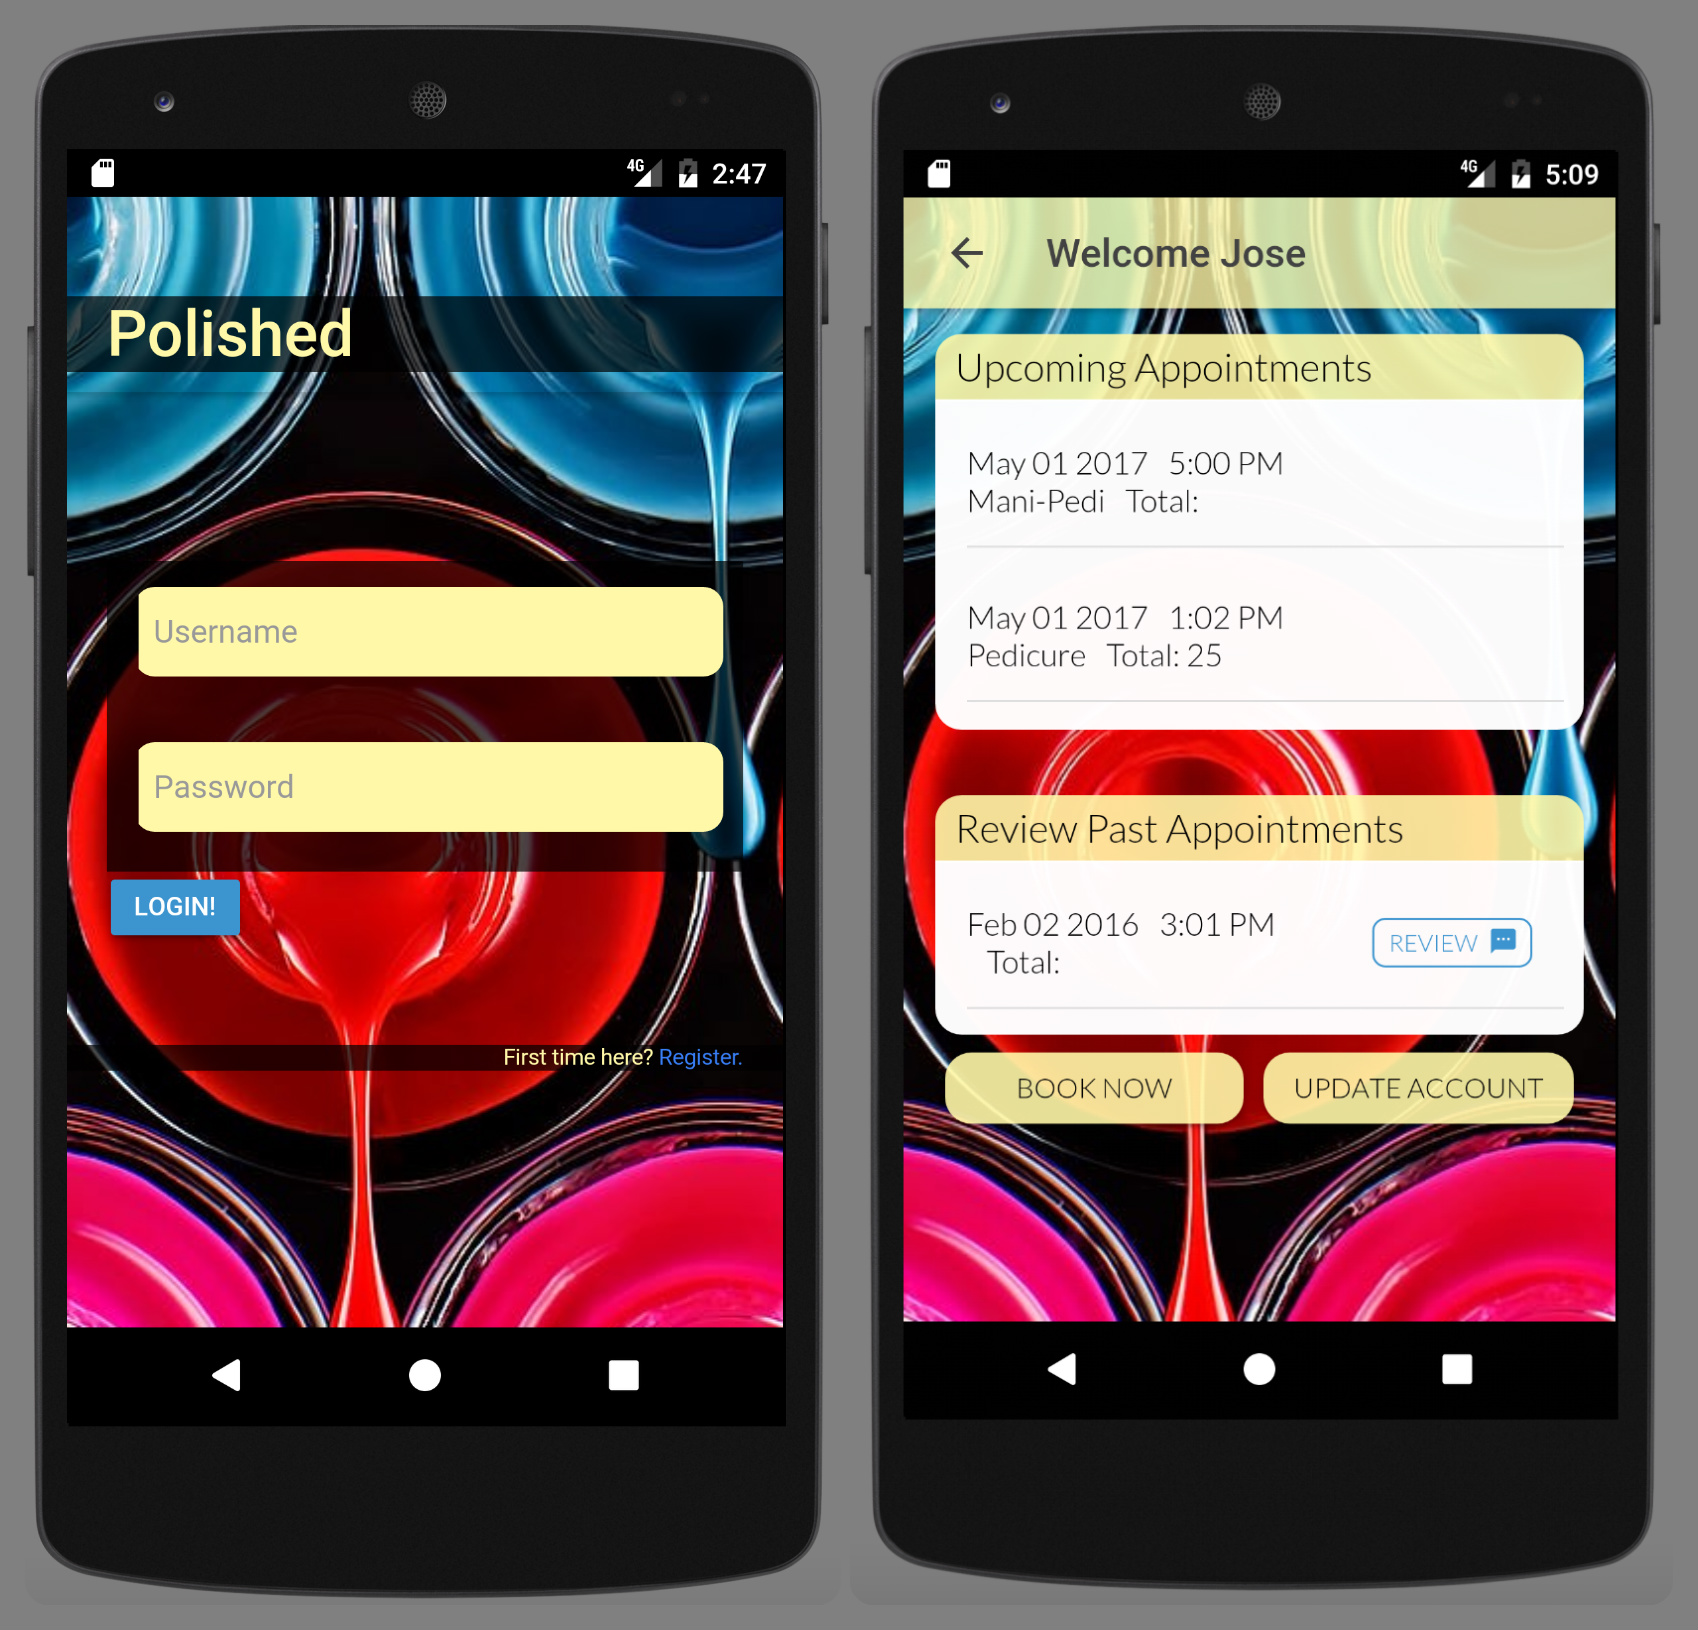 4G 2:47
Polished
Username
Password
LOGIN!
First time here? Register.
4G 5:09
Welcome Jose
Upcoming Appointments
May 01 2017 5:00 PM
Mani-Pedi Total:
May 01 2017 1:02 PM
Pedicure Total: 25
Review Past Appointments
Feb 02 2016 3:01 PM
Total:
REVIEW
BOOK NOW
UPDATE ACCOUNT